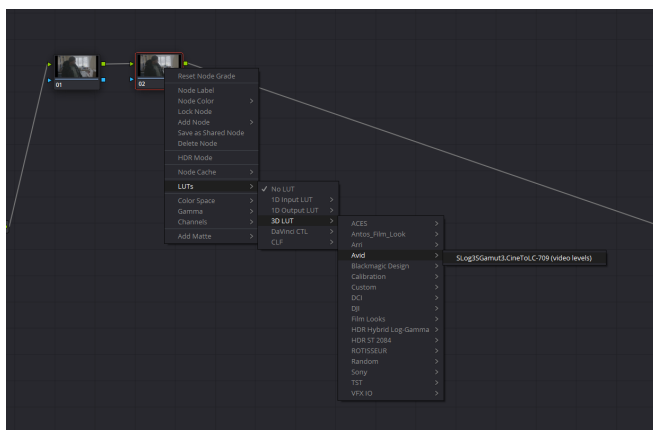 01
02
Reset Node Grade
Node Label
Node Color
Lock Node
Add Node
Save as Shared Node
Delete Node
HDR Mode
Node Cache
LUTs
Color Space
Gamma
Channels
Add Matte
No LUT
1D Input LUT
1D Output LUT
3D LUT
DaVinci CTL
CLF
ACES
Antos_Film_Look
Arri
Avid
Blackmagic Design
Calibration
Custom
DCI
DJI
Film Looks
HDR Hybrid Log-Gamma
HDR ST 2084
ROTISSEUR
Random
Sony
TST
VFX IO
SLog3SGamut3.CineToLC-709 (video levels)